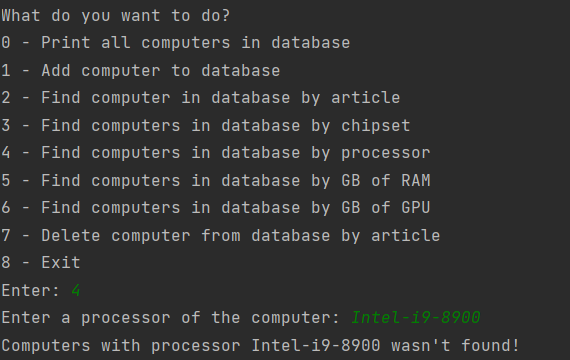 What do you want to do?
0 - Print all computers in database
1 - Add computer to database
2 - Find computer in database by article
3 - Find computers in database by chipset
4 - Find computers in database by processor
5 - Find computers in database by GB of RAM
6 - Find computers in database by GB of GPU
7 - Delete computer from database by article
8 - Exit
Enter: 4
Enter a processor of the computer: Intel-i9-8900
Computers with processor Intel-i9-8900 wasn't found!